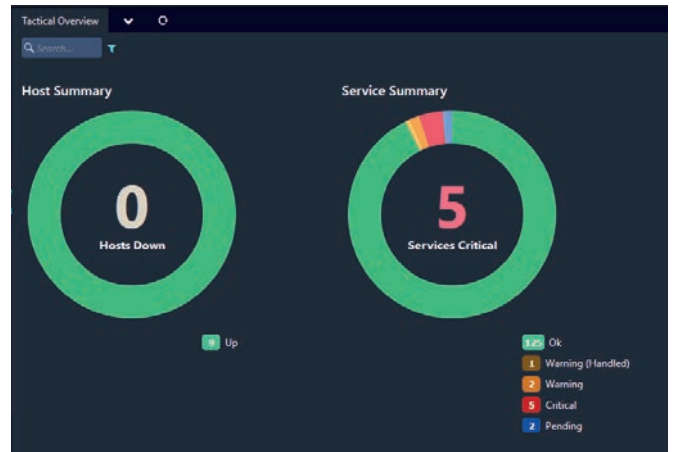 Tactical Overview
Search...
Host Summary
Service Summary
0
Hosts Down
5
Services Critical
9 Up
125 Ok
1 Warning (Handled)
2 Warning
5 Critical
2 Pending